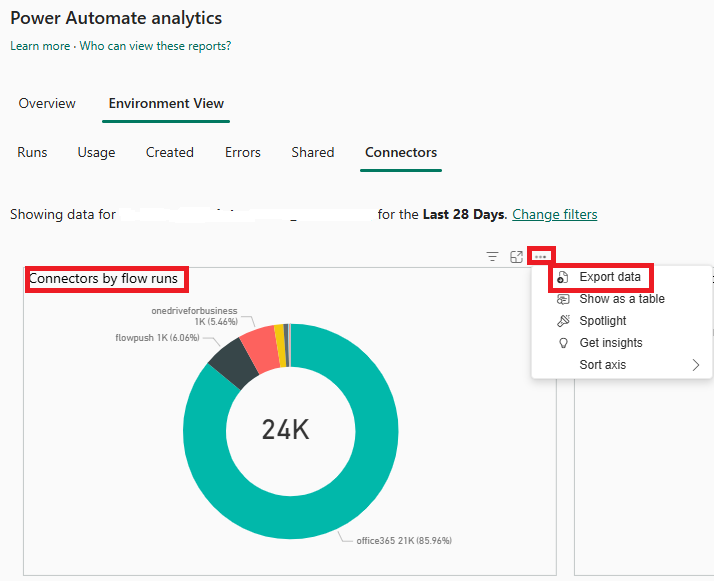 Power Automate analytics
Learn more · Who can view these reports?
Overview Environment View
Runs Usage Created Errors Shared Connectors
Showing data for for the Last 28 Days. Change filters
Connectors by flow runs
Export data
Show as a table
Spotlight
Get insights
Sort axis
onedriveforbusiness
1K (5.46%)
flowpush 1K (6.06%)
24K
office365 21K (85.96%)